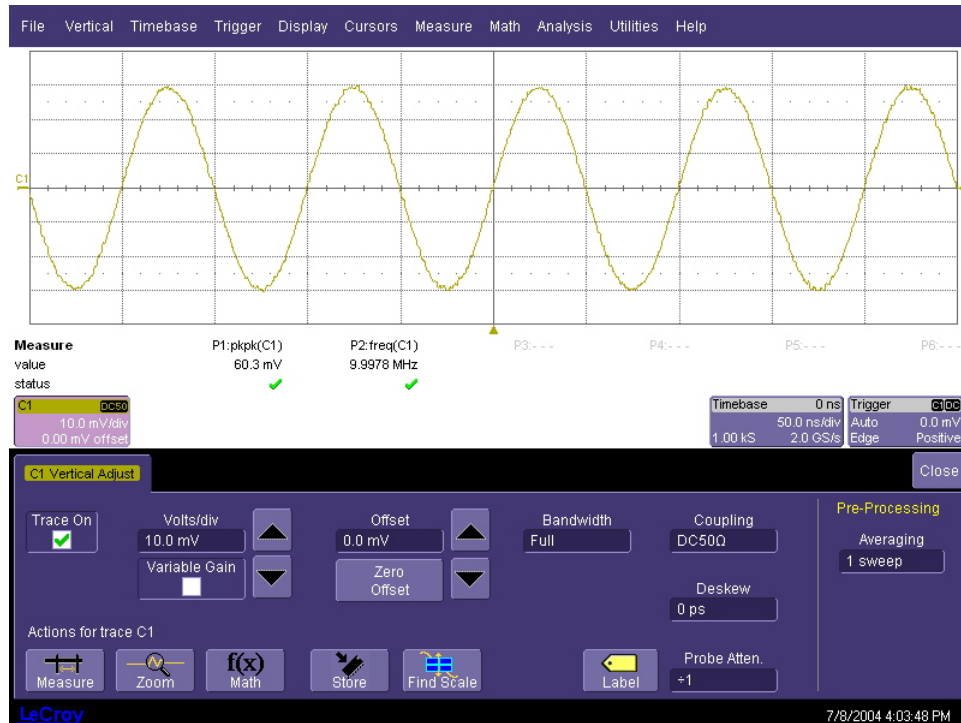 File Vertical Timebase Trigger Display Cursors Measure Math Analysis Utilities Help
C1
Measure P1:pkpk(C1) P2:freq(C1) P3:- - - P4:- - - P5:- - - P6:- - -
value 60.3 mV 9.9978 MHz
status
C1 DC50
10.0 mV/div
0.00 mV offset
Timebase 0 ns
50.0 ns/div
1.00 kS 2.0 GS/s
Trigger C1DC
Auto 0.0 mV
Edge Positive
C1 Vertical Adjust
Close
Trace On
Volts/div
10.0 mV
Variable Gain
Offset
0.0 mV
Zero
Offset
Bandwidth
Full
Coupling
DC50Ω
Deskew
0 ps
Pre-Processing
Averaging
1 sweep
Actions for trace C1
Measure
Zoom
f(x)
Math
Store
Find Scale
Label
Probe Atten.
÷1
LeCroy
7/8/2004 4:03:48 PM